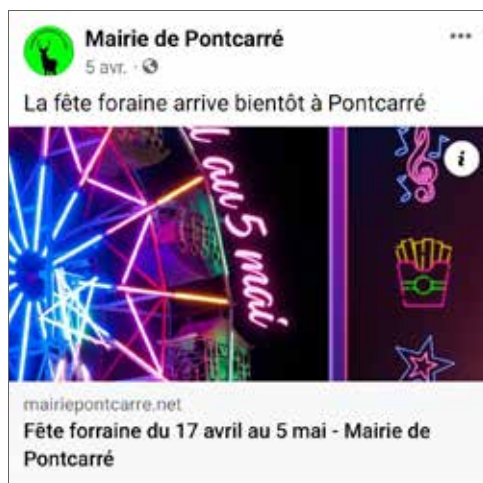 Mairie de Pontcarré
5 avr.
La fête foraine arrive bientôt à Pontcarré
au 5 mai
i
mairiepontcarre.net
Fête forraine du 17 avril au 5 mai - Mairie de
Pontcarré